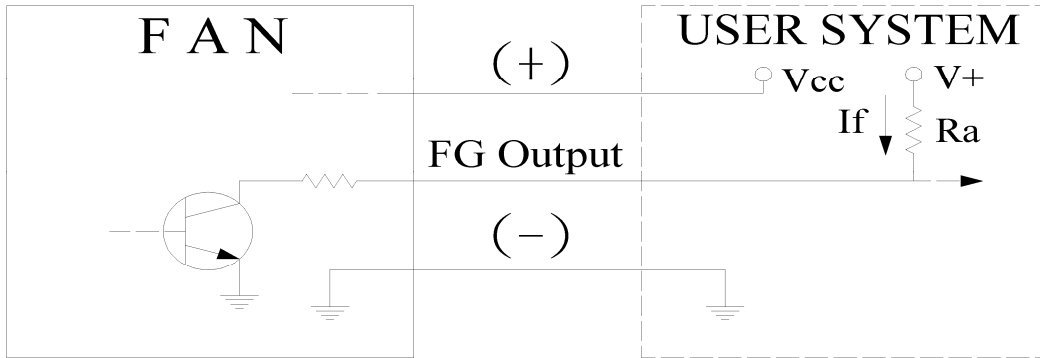 F A N
USER SYSTEM
(+)
Vcc
V+
If
Ra
FG Output
(-)